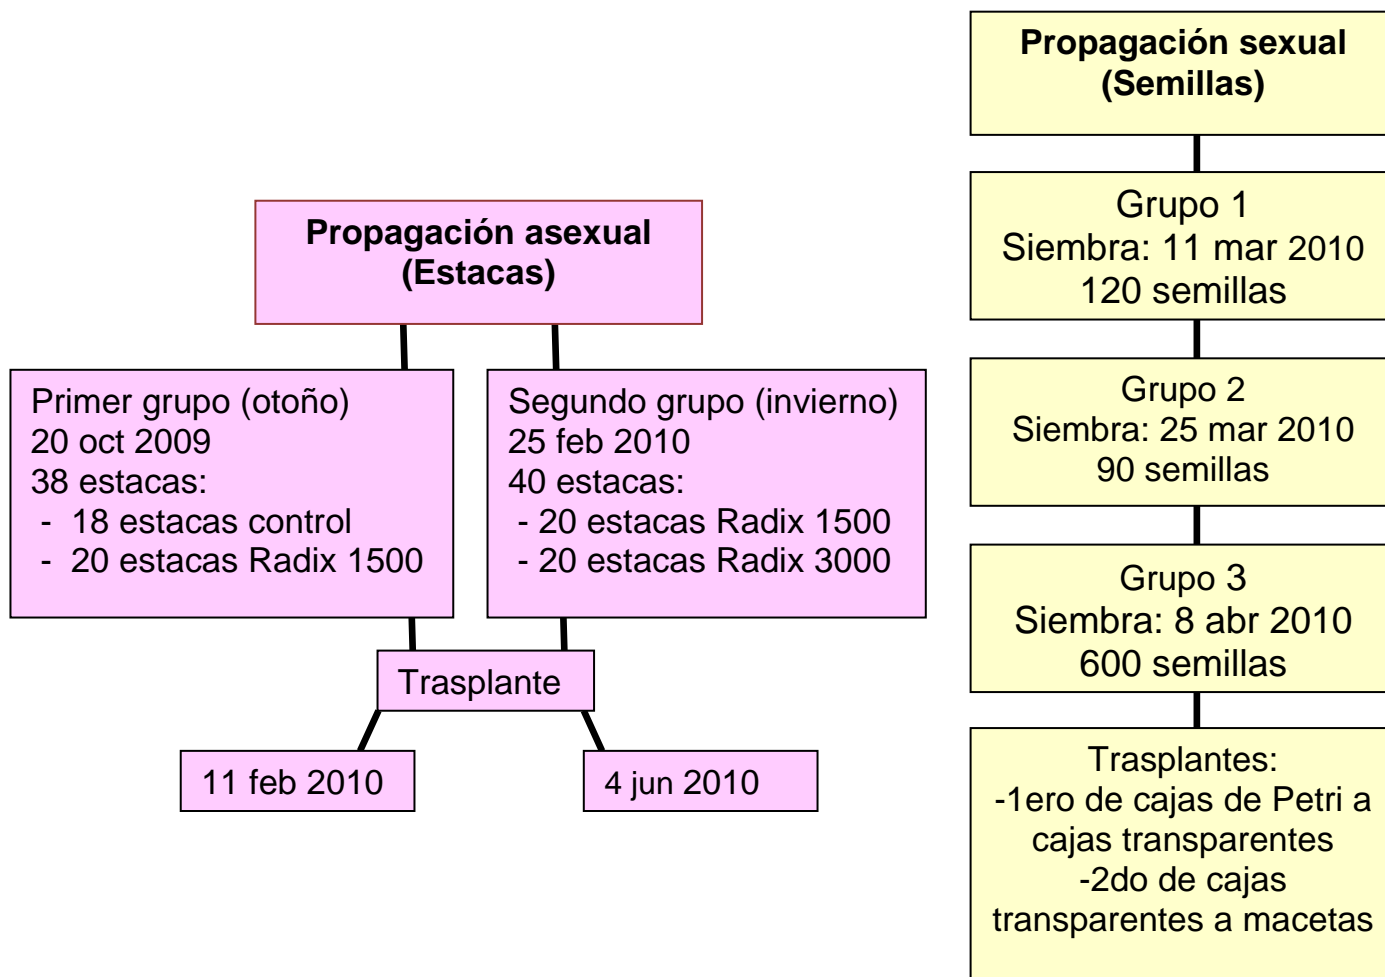 Propagación asexual
(Estacas)
Primer grupo (otoño)
20 oct 2009
38 estacas:
- 18 estacas control
- 20 estacas Radix 1500
Segundo grupo (invierno)
25 feb 2010
40 estacas:
- 20 estacas Radix 1500
- 20 estacas Radix 3000
Trasplante
11 feb 2010
4 jun 2010
Propagación sexual
(Semillas)
Grupo 1
Siembra: 11 mar 2010
120 semillas
Grupo 2
Siembra: 25 mar 2010
90 semillas
Grupo 3
Siembra: 8 abr 2010
600 semillas
Trasplantes:
-1ero de cajas de Petri a
cajas transparentes
-2do de cajas
transparentes a macetas